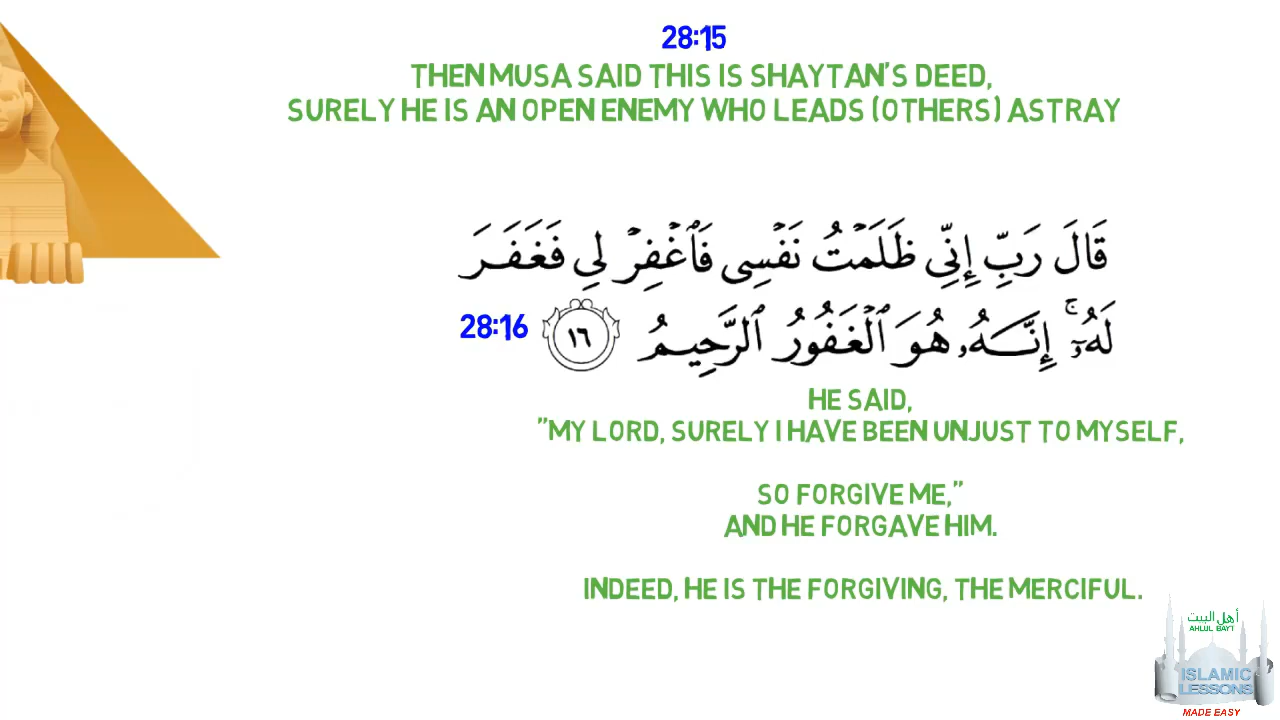 28:15
THEN MUSA SAID THIS IS SHAYTAN'S DEED,
SURELY HE IS AN OPEN ENEMY WHO LEADS (OTHERS) ASTRAY
قَالَ رَبِّ إِنِّى ظَلَمْتُ نَفْسِى فَٱغْفِرْ لِى فَغَفَرَ
لَهُۥٓ ۚ إِنَّهُۥ هُوَ ٱلْغَفُورُ ٱلرَّحِيمُ ١٦
28:16
HE SAID,
"MY LORD, SURELY I HAVE BEEN UNJUST TO MYSELF,
SO FORGIVE ME,"
AND HE FORGAVE HIM.
INDEED, HE IS THE FORGIVING, THE MERCIFUL.
أهل البيت
AHLUL BAYT
ISLAMIC
LESSONS
MADE EASY